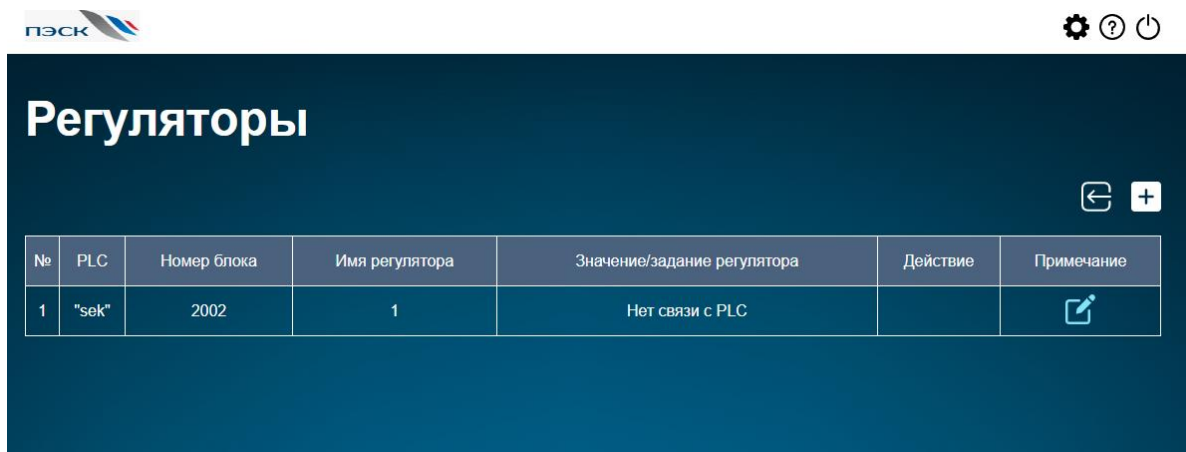 ПЭСК
Регуляторы
№ PLC Номер блока Имя регулятора Значение/задание регулятора Действие Примечание
1 "sek" 2002 1 Нет связи с PLC